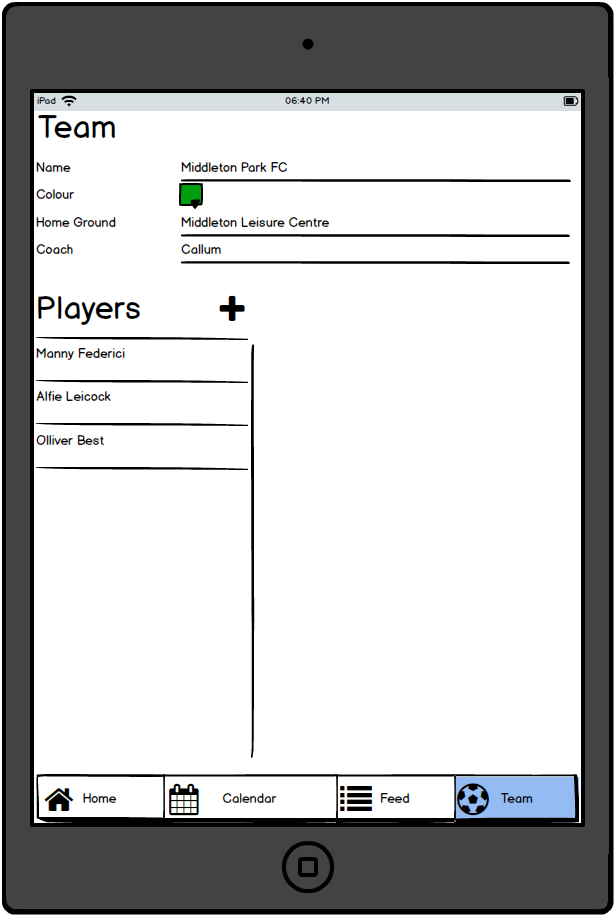 iPad 06:40 PM
Team
Name Middleton Park FC
Colour
Home Ground Middleton Leisure Centre
Coach Callum
Players
Manny Federici
Alfie Leicock
Olliver Best
Home Calendar Feed Team